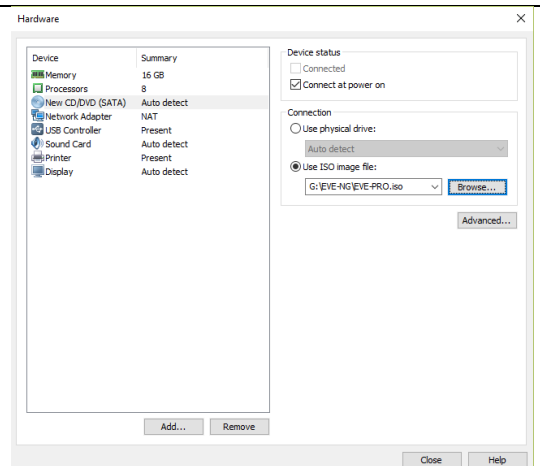 Hardware
Device Summary
Memory 16 GB
Processors 8
New CD/DVD (SATA) Auto detect
Network Adapter NAT
USB Controller Present
Sound Card Auto detect
Printer Present
Display Auto detect
Add... Remove
Device status
Connected
Connect at power on
Connection
Use physical drive:
Auto detect
Use ISO image file:
G:\EVE-NG\EVE-PRO.iso Browse...
Advanced...
Close Help